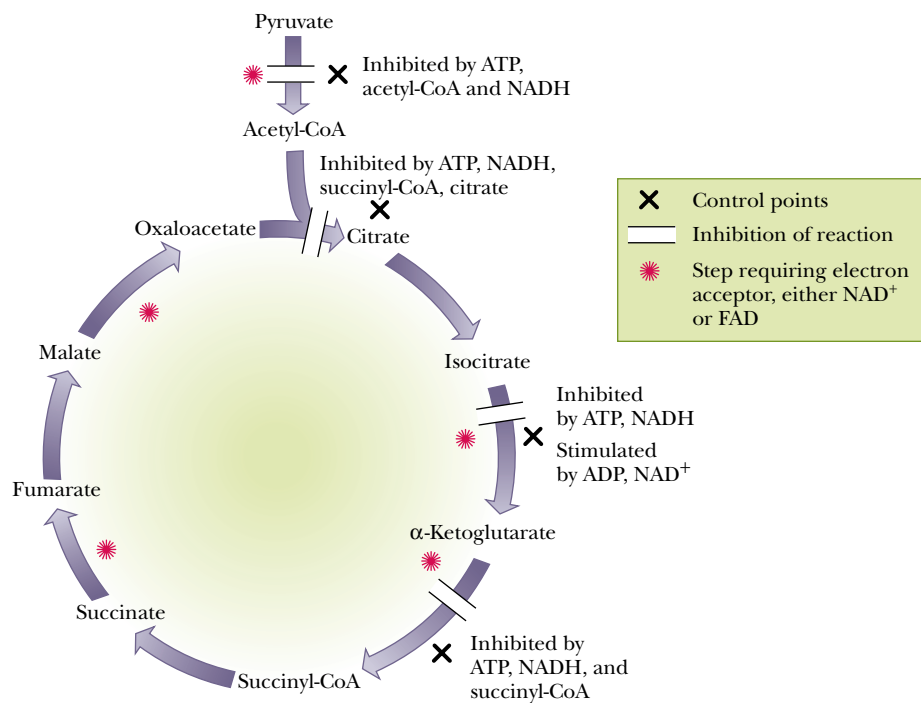 Pyruvate
Inhibited by ATP,
acetyl-CoA and NADH
Acetyl-CoA
Inhibited by ATP, NADH,
succinyl-CoA, citrate
Oxaloacetate
Citrate
Control points
Inhibition of reaction
Step requiring electron
acceptor, either NAD⁺
or FAD
Malate
Isocitrate
Inhibited
by ATP, NADH
Stimulated
by ADP, NAD⁺
Fumarate
α-Ketoglutarate
Succinate
Inhibited by
ATP, NADH, and
succinyl-CoA
Succinyl-CoA